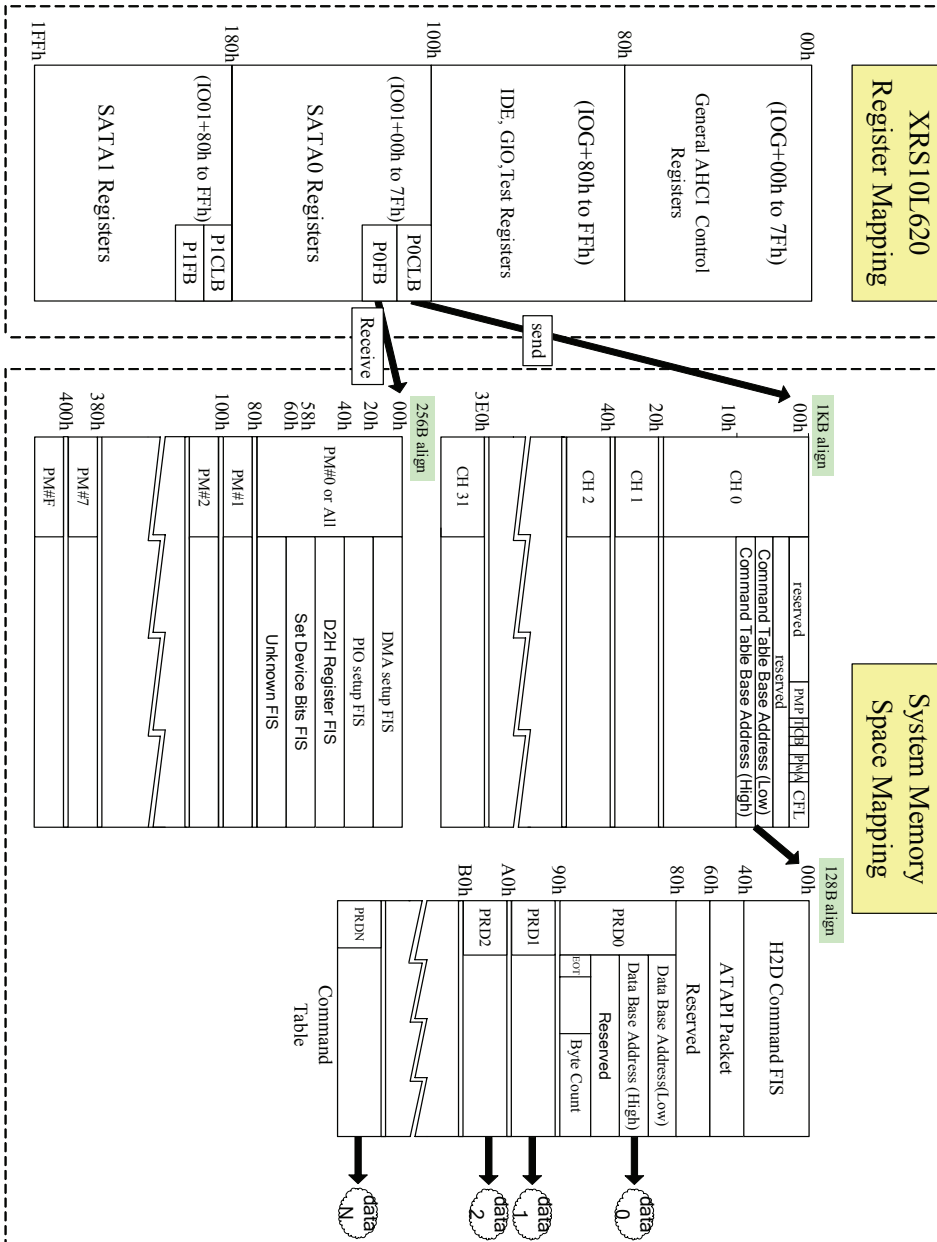 XRS10L620
Register Mapping
00h
(IOG+00h to 7Fh)
General AHCI Control
Registers
80h
(IOG+80h to FFh)
IDE, GIO,Test Registers
100h
(IO01+00h to 7Fh)
P0CLB
P0FB
SATA0 Registers
180h
(IO01+80h to FFh)
P1CLB
P1FB
SATA1 Registers
1FFh
send
Receive
System Memory
Space Mapping
1KB align
00h
10h
20h
40h
3E0h
CH 0
CH 1
CH 2
CH 31
reserved
PMP
T
C
B
P
W
A
CFL
reserved
Command Table Base Address (Low)
Command Table Base Address (High)
256B align
00h
20h
40h
58h
60h
80h
100h
380h
400h
PM#0 or All
PM#1
PM#2
PM#7
PM#F
DMA setup FIS
PIO setup FIS
D2H Register FIS
Set Device Bits FIS
Unknown FIS
128B align
00h
40h
60h
80h
90h
A0h
B0h
H2D Command FIS
ATAPI Packet
Reserved
PRD0
Data Base Address(Low)
Data Base Address (High)
Reserved
EOT
Byte Count
PRD1
PRD2
PRDN
data
0
data
1
data
2
data
N
Command
Table